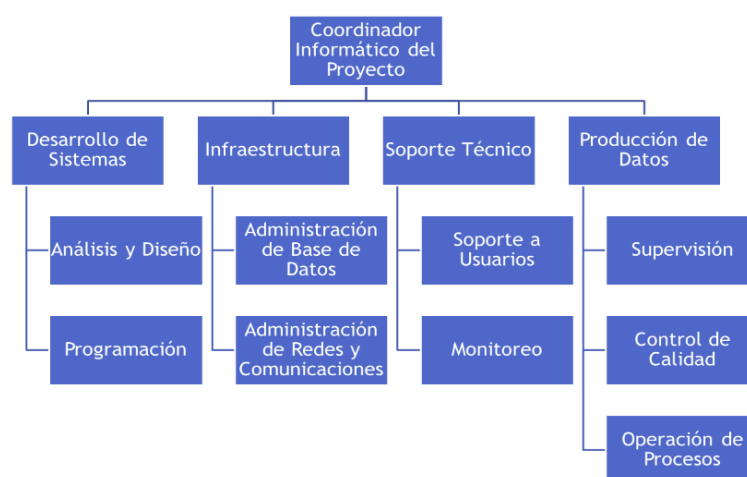 Coordinador
Informático del
Proyecto
Desarrollo de
Sistemas
Infraestructura
Soporte Técnico
Producción de
Datos
Análisis y Diseño
Administración
de Base de
Datos
Soporte a
Usuarios
Supervisión
Programación
Administración
de Redes y
Comunicaciones
Monitoreo
Control de
Calidad
Operación de
Procesos